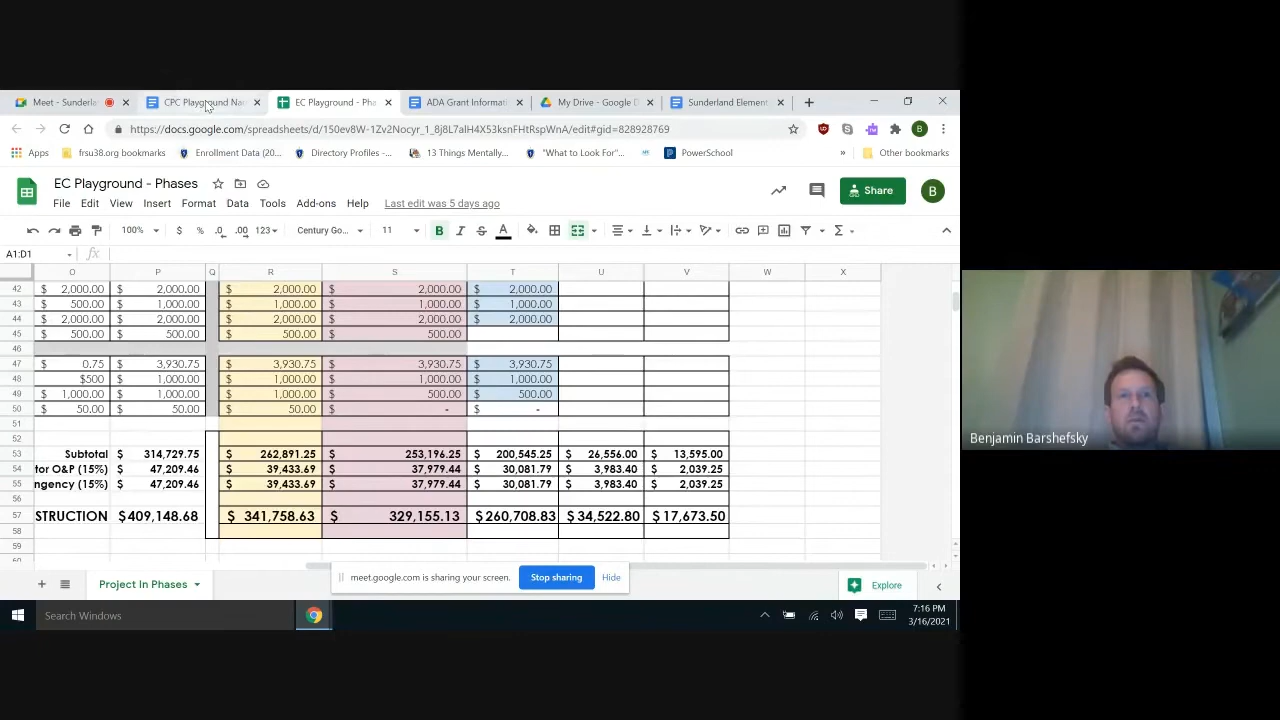 Meet - Sunderla
CPC Playground Nar
EC Playground - Pha
ADA Grant Informati
My Drive - Google D
Sunderland Element
https://docs.google.com/spreadsheets/d/150ev8W-1Zv2Nocyr_1_8j8L7aIH4X53ksnFHtRspWnA/edit#gid=828928769
Apps
frsu38.org bookmarks
Enrollment Data (20...
Directory Profiles -...
13 Things Mentally...
"What to Look For"...
PowerSchool
»
Other bookmarks
EC Playground - Phases
Share
B
File Edit View Insert Format Data Tools Add-ons Help Last edit was 5 days ago
100% $ % .0 .00 123 Century Go... 11 B I S A
A1:D1 fx
O P Q R S T U V W X
42 $ 2,000.00 $ 2,000.00 $ 2,000.00 $ 2,000.00 $ 2,000.00
43 $ 500.00 $ 1,000.00 $ 1,000.00 $ 1,000.00 $ 1,000.00
44 $ 2,000.00 $ 2,000.00 $ 2,000.00 $ 2,000.00 $ 2,000.00
45 $ 500.00 $ 500.00 $ 500.00 $ 500.00
46
47 $ 0.75 $ 3,930.75 $ 3,930.75 $ 3,930.75 $ 3,930.75
48 $500 $ 1,000.00 $ 1,000.00 $ 1,000.00 $ 1,000.00
49 $ 1,000.00 $ 1,000.00 $ 1,000.00 $ 500.00 $ 500.00
50 $ 50.00 $ 50.00 $ 50.00 $ - $ -
51
52
53 Subtotal $ 314,729.75 $ 262,891.25 $ 253,196.25 $ 200,545.25 $ 26,556.00 $ 13,595.00
54 tor O&P (15%) $ 47,209.46 $ 39,433.69 $ 37,979.44 $ 30,081.79 $ 3,983.40 $ 2,039.25
55 ngency (15%) $ 47,209.46 $ 39,433.69 $ 37,979.44 $ 30,081.79 $ 3,983.40 $ 2,039.25
56
57 STRUCTION $409,148.68 $ 341,758.63 $ 329,155.13 $260,708.83 $34,522.80 $17,673.50
58
59
Project In Phases
meet.google.com is sharing your screen.
Stop sharing
Hide
Explore
Search Windows
7:16 PM
3/16/2021
Benjamin Barshefsky